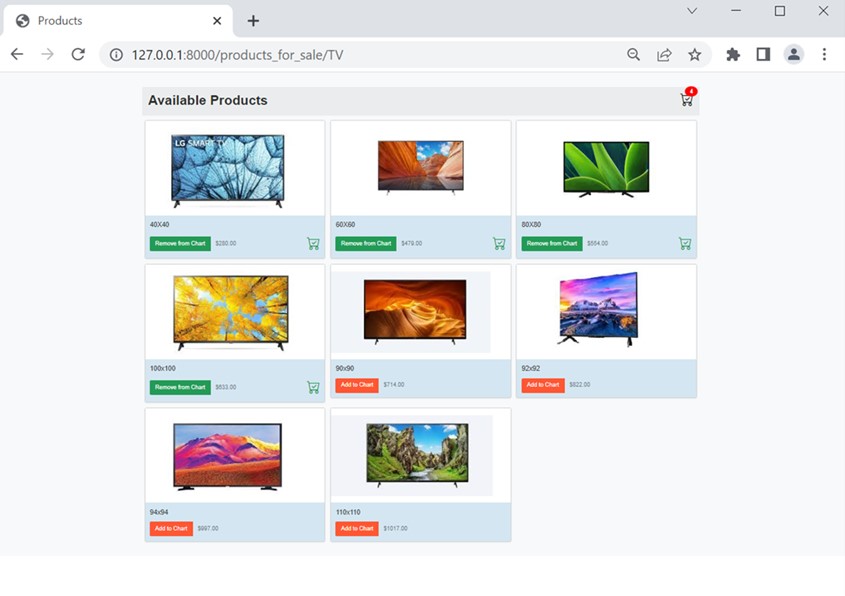 Products
127.0.0.1:8000/products_for_sale/TV
Available Products
4
LG SMART TV
40X40
Remove from Chart $280.00
60X60
Remove from Chart $479.00
80X80
Remove from Chart $554.00
100x100
Remove from Chart $533.00
90x90
Add to Chart $714.00
92x92
Add to Chart $822.00
94x94
Add to Chart $897.00
110x110
Add to Chart $1017.00